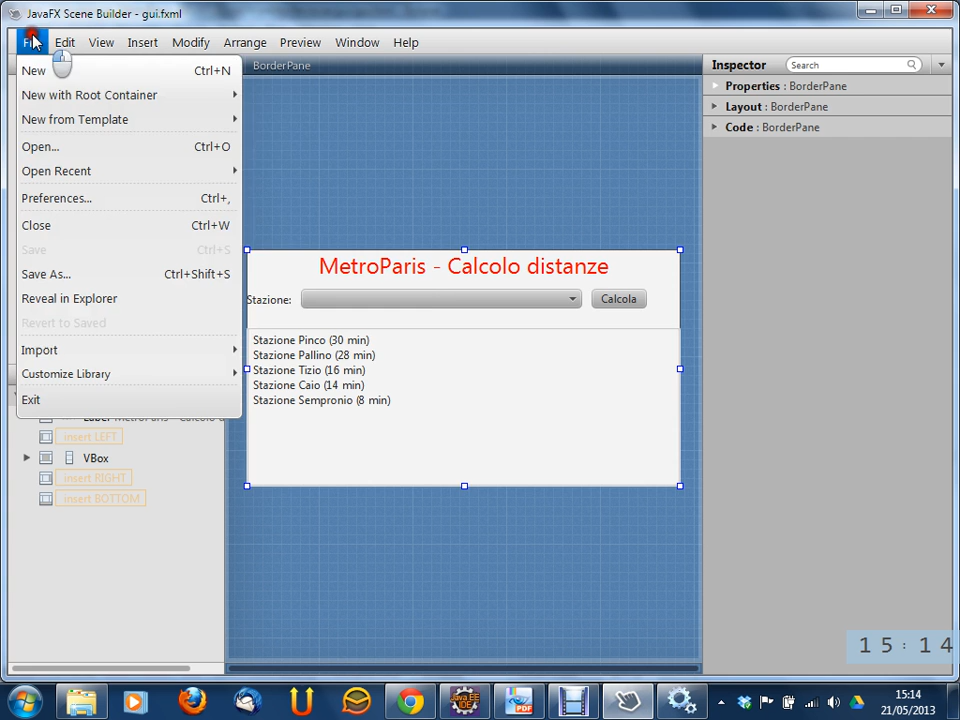 JavaFX Scene Builder - gui.fxml
Edit View Insert Modify Arrange Preview Window Help
New Ctrl+N
New with Root Container
New from Template
Open... Ctrl+O
Open Recent
Preferences... Ctrl+,
Close Ctrl+W
Save Ctrl+S
Save As... Ctrl+Shift+S
Reveal in Explorer
Revert to Saved
Import
Customize Library
Exit
insert LEFT
VBox
insert RIGHT
insert BOTTOM
BorderPane
MetroParis - Calcolo distanze
Stazione: Calcola
Stazione Pinco (30 min)
Stazione Pallino (28 min)
Stazione Tizio (16 min)
Stazione Caio (14 min)
Stazione Sempronio (8 min)
Inspector Search
Properties : BorderPane
Layout : BorderPane
Code : BorderPane
15:14
Java EE
IDE
PDF
15:14
21/05/2013